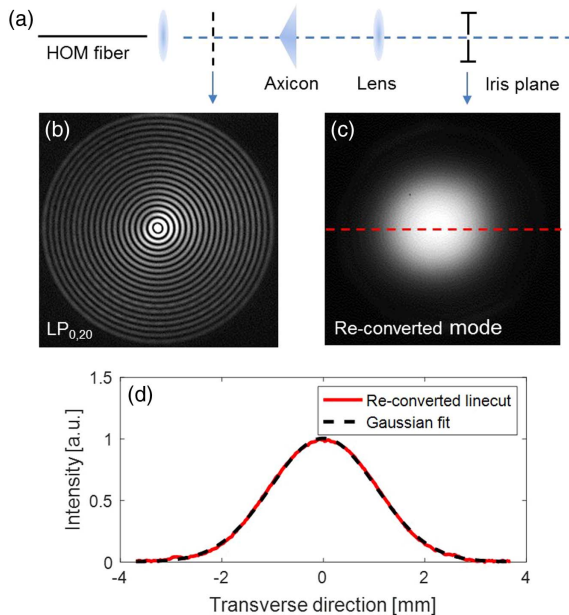 (a)
HOM fiber
Axicon
Lens
Iris plane
(b)
LP0,20
(c)
Re-converted mode
(d)
1.5
1
0.5
0
Intensity [a.u.]
Re-converted linecut
Gaussian fit
-4
-2
0
2
4
Transverse direction [mm]